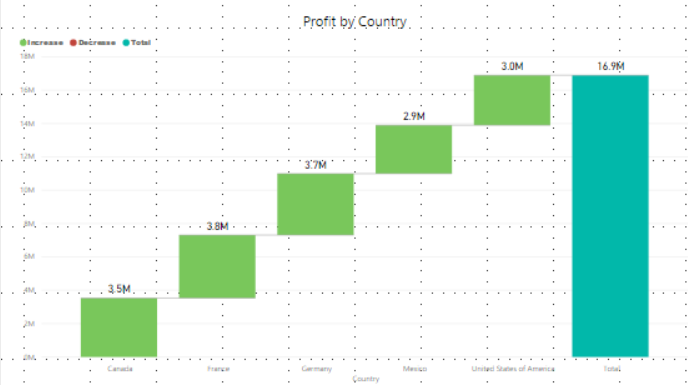 Profit by Country
Increase Decrease Total
18M
16M
14M
12M
10M
8M
6M
4M
2M
0M
3.5M
3.8M
3.7M
2.9M
3.0M
16.9M
Canada France Germany Mexico United States of America Total
Country